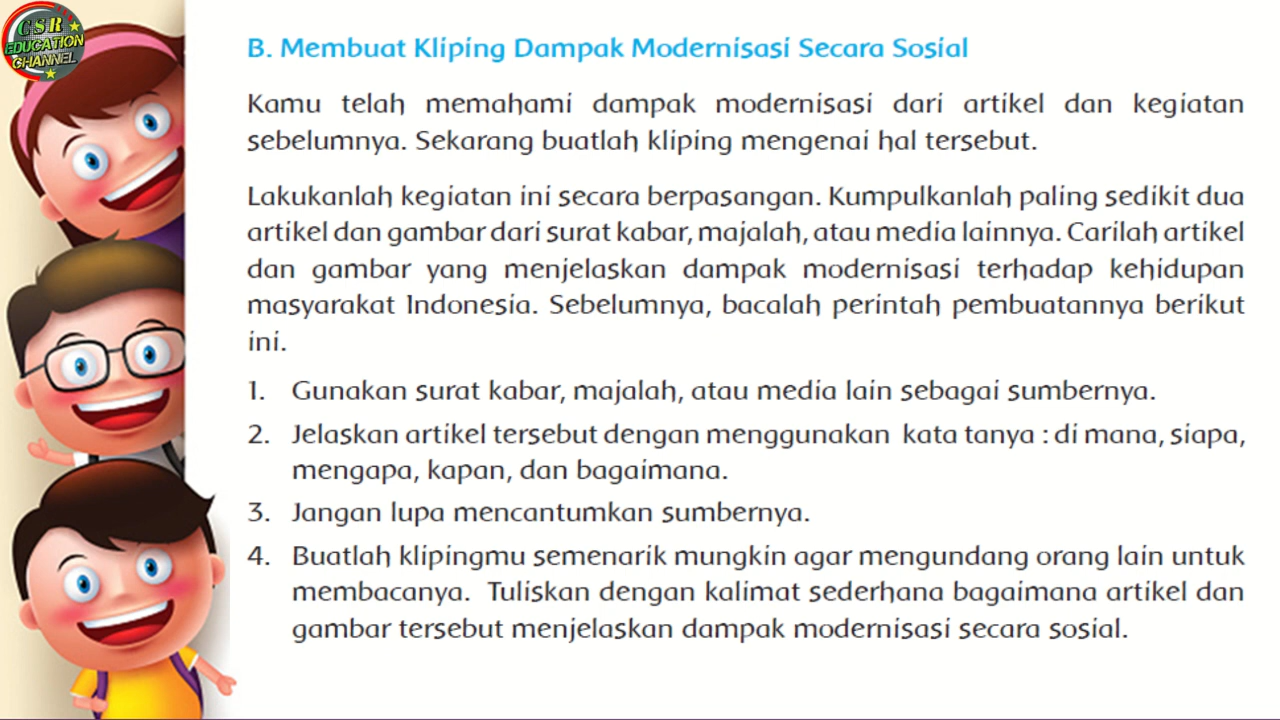 CSR
EDUCATION
CHANNEL
B. Membuat Kliping Dampak Modernisasi Secara Sosial
Kamu telah memahami dampak modernisasi dari artikel dan kegiatan
sebelumnya. Sekarang buatlah kliping mengenai hal tersebut.
Lakukanlah kegiatan ini secara berpasangan. Kumpulkanlah paling sedikit dua
artikel dan gambar dari surat kabar, majalah, atau media lainnya. Carilah artikel
dan gambar yang menjelaskan dampak modernisasi terhadap kehidupan
masyarakat Indonesia. Sebelumnya, bacalah perintah pembuatannya berikut
ini.
1. Gunakan surat kabar, majalah, atau media lain sebagai sumbernya.
2. Jelaskan artikel tersebut dengan menggunakan kata tanya : di mana, siapa,
mengapa, kapan, dan bagaimana.
3. Jangan lupa mencantumkan sumbernya.
4. Buatlah klipingmu semenarik mungkin agar mengundang orang lain untuk
membacanya. Tuliskan dengan kalimat sederhana bagaimana artikel dan
gambar tersebut menjelaskan dampak modernisasi secara sosial.